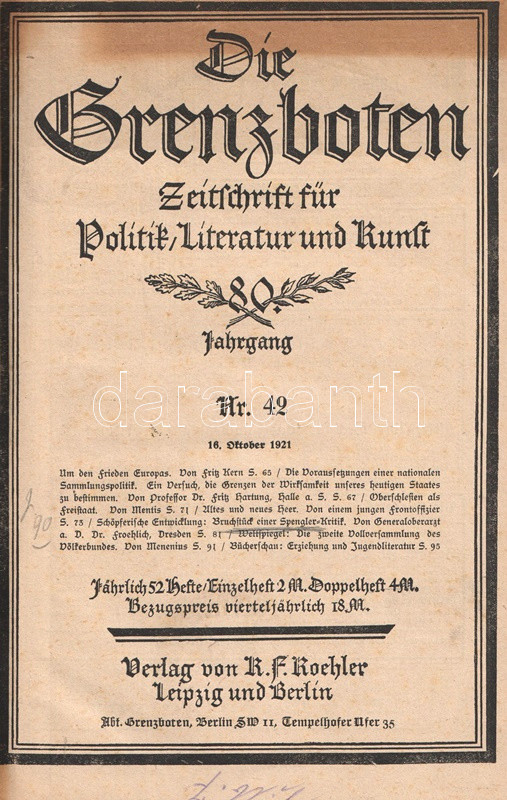 Die
Grenzboten
Zeitschrift für
Politik/Literatur und Kunst
80.
Jahrgang
darabanth
Nr. 42
16. Oktober 1921
Um den Frieden Europas. Von Fritz Kern S. 65 / Die Voraussetzungen einer nationalen
Sammlungspolitik. Ein Versuch, die Grenzen der Wirksamkeit unseres heutigen Staates
zu bestimmen. Von Professor Dr. Fritz Hartung, Halle a. S. S. 67 / Oberschlesien als
Freistaat. Von Mentis S. 71 / Altes und neues Heer. Von einem jungen Frontoffizier
S. 75 / Schöpferische Entwicklung: Bruchstück einer Spengler-Kritik. Von Generaloberarzt
a. D. Dr. Froehlich, Dresden S. 81 / Weltspiegel: Die zweite Vollversammlung des
Völkerbundes. Von Menenius S. 91 / Bücherschau: Erziehung und Jugendliteratur S. 95
90
Jährlich 52 Hefte/Einzelheft 2 M. Doppelheft 4 M.
Bezugspreis vierteljährlich 18 M.
Verlag von K. F. Koehler
Leipzig und Berlin
Abt. Grenzboten, Berlin SW 11, Tempelhofer Ufer 35